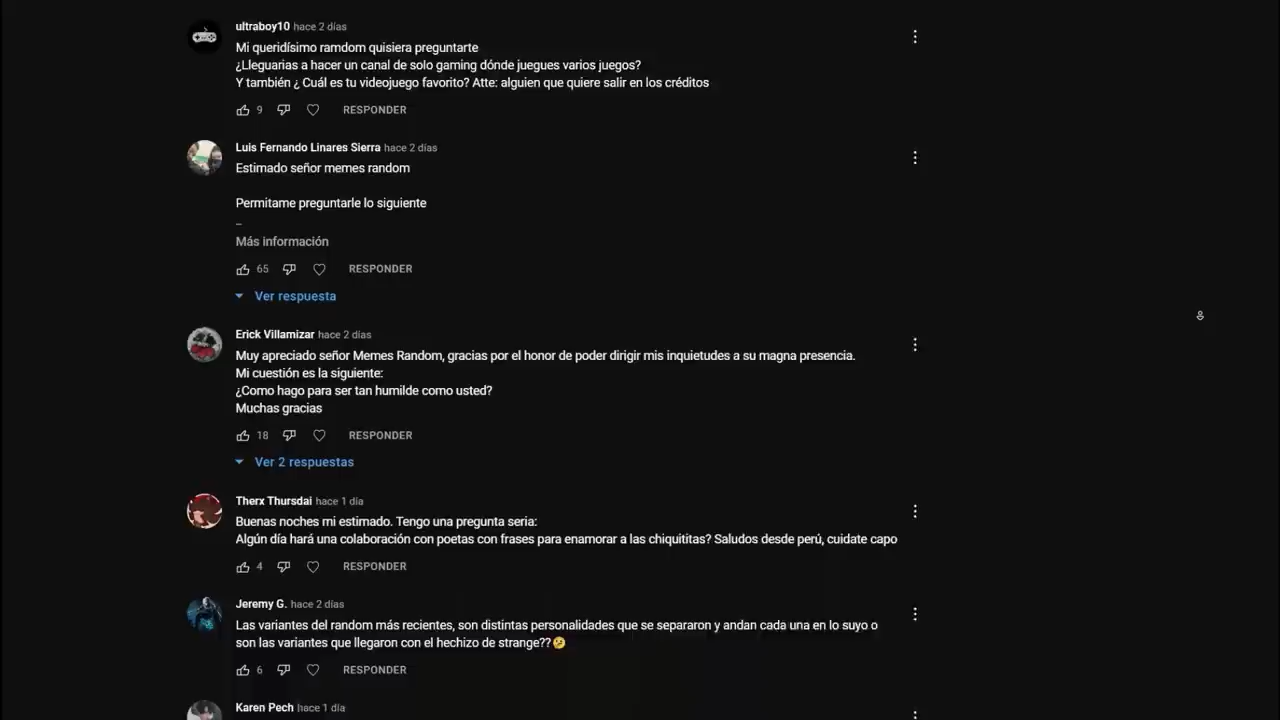 ultraboy10 hace 2 días
Mi queridísimo ramdom quisiera preguntarte
¿Lleguarias a hacer un canal de solo gaming dónde juegues varios juegos?
Y también ¿ Cuál es tu videojuego favorito? Atte: alguien que quiere salir en los créditos
9 RESPONDER
Luis Fernando Linares Sierra hace 2 días
Estimado señor memes random
Permitame preguntarle lo siguiente
_
Más información
65 RESPONDER
Ver respuesta
Erick Villamizar hace 2 días
Muy apreciado señor Memes Random, gracias por el honor de poder dirigir mis inquietudes a su magna presencia.
Mi cuestión es la siguiente:
¿Como hago para ser tan humilde como usted?
Muchas gracias
18 RESPONDER
Ver 2 respuestas
Therx Thursdai hace 1 día
Buenas noches mi estimado. Tengo una pregunta seria:
Algún día hará una colaboración con poetas con frases para enamorar a las chiquititas? Saludos desde perú, cuidate capo
4 RESPONDER
Jeremy G. hace 2 días
Las variantes del random más recientes, son distintas personalidades que se separaron y andan cada una en lo suyo o
son las variantes que llegaron con el hechizo de strange??🤔
6 RESPONDER
Karen Pech hace 1 día